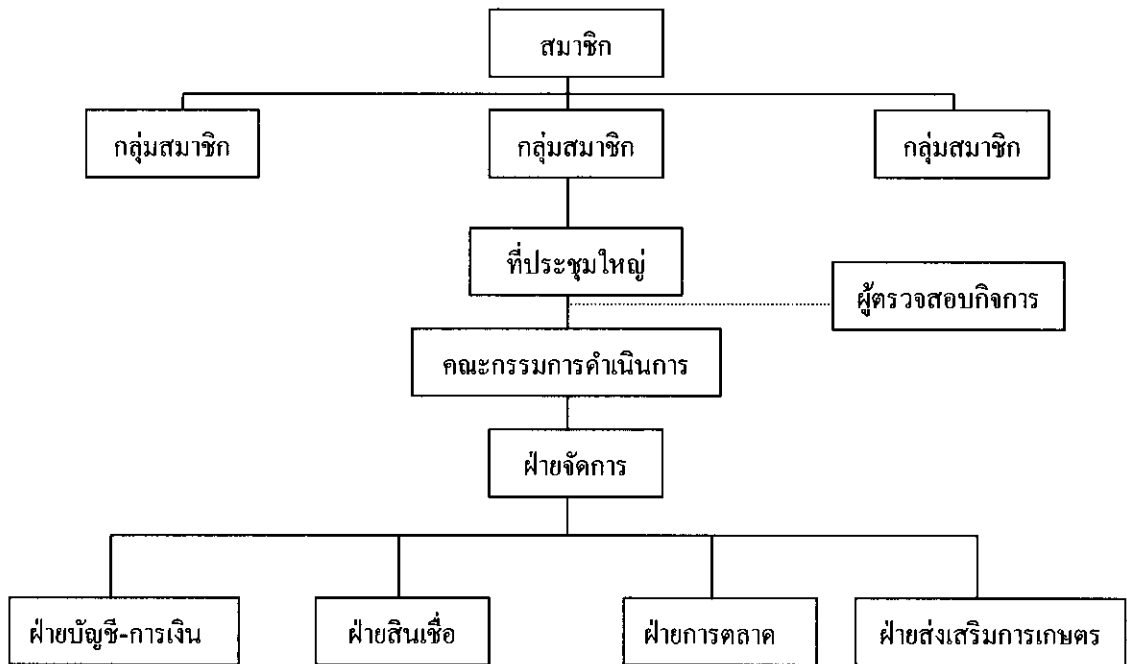 สมาชิก
กลุ่มสมาชิก
กลุ่มสมาชิก
กลุ่มสมาชิก
ที่ประชุมใหญ่
ผู้ตรวจสอบกิจการ
คณะกรรมการดำเนินการ
ฝ่ายจัดการ
ฝ่ายบัญชี-การเงิน
ฝ่ายสินเชื่อ
ฝ่ายการตลาด
ฝ่ายส่งเสริมการเกษตร